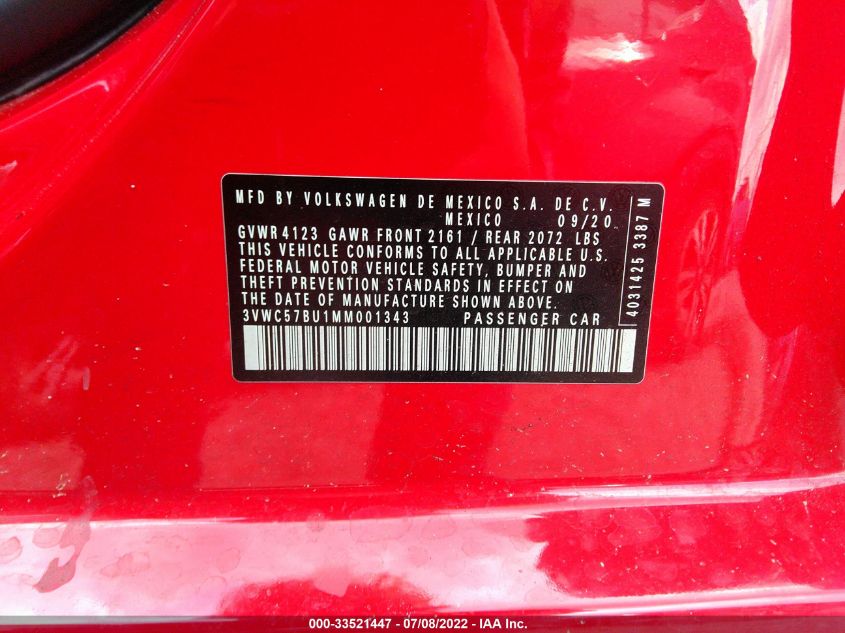 MFD BY VOLKSWAGEN DE MEXICO S.A. DE C.V.
MEXICO 09/20
GVWR 4123 GAWR FRONT 2161 / REAR 2072 LBS
THIS VEHICLE CONFORMS TO ALL APPLICABLE U.S.
FEDERAL MOTOR VEHICLE SAFETY, BUMPER AND
THEFT PREVENTION STANDARDS IN EFFECT ON
THE DATE OF MANUFACTURE SHOWN ABOVE.
3VWC57BU1MM001343 PASSENGER CAR
4031425 3387 M
000-33521447 - 07/08/2022 - IAA Inc.